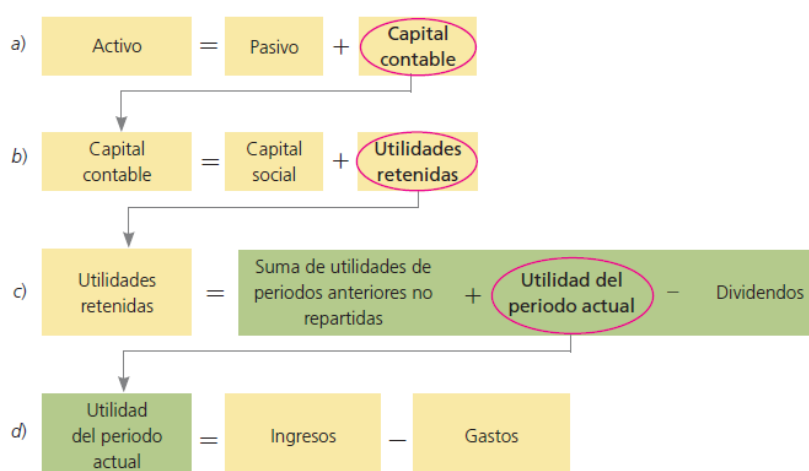 a) Activo = Pasivo + Capital contable
b) Capital contable = Capital social + Utilidades retenidas
c) Utilidades retenidas = Suma de utilidades de periodos anteriores no repartidas + Utilidad del periodo actual − Dividendos
d) Utilidad del periodo actual = Ingresos − Gastos